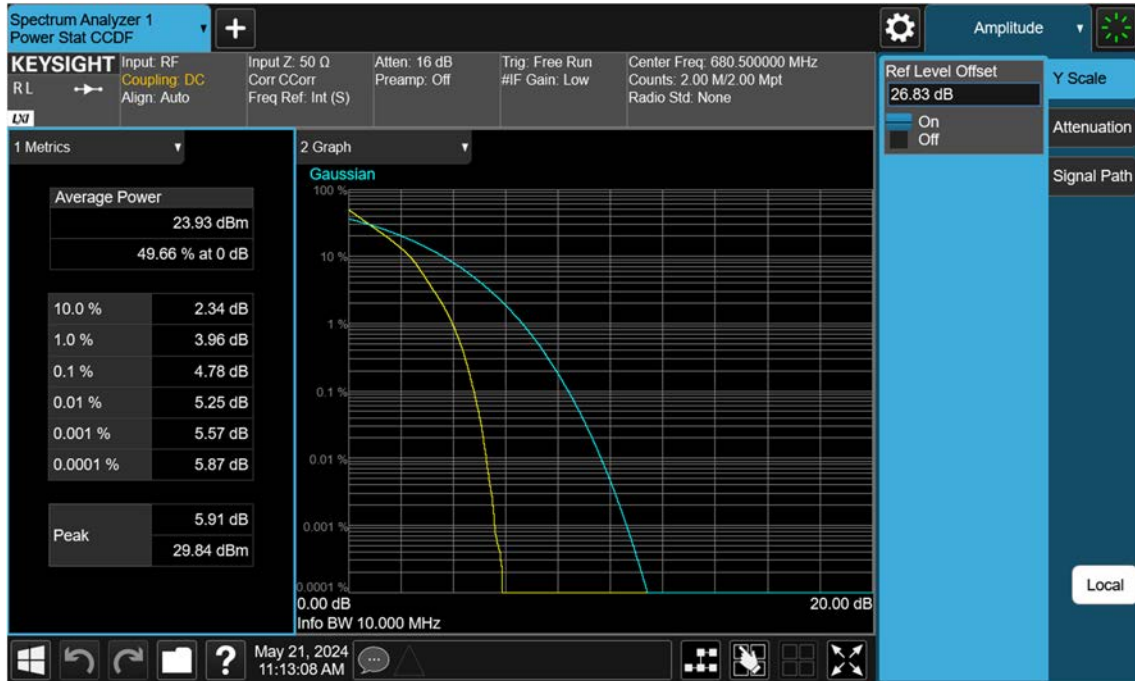 Spectrum Analyzer 1
Power Stat CCDF
Amplitude
KEYSIGHT
R L
LXI
Input: RF
Coupling: DC
Align: Auto
Input Z: 50 Ω
Corr CCorr
Freq Ref: Int (S)
Atten: 16 dB
Preamp: Off
Trig: Free Run
#IF Gain: Low
Center Freq: 680.500000 MHz
Counts: 2.00 M/2.00 Mpt
Radio Std: None
Ref Level Offset
26.83 dB
On
Off
Y Scale
Attenuation
Signal Path
1 Metrics
Average Power
23.93 dBm
49.66 % at 0 dB
10.0 % 2.34 dB
1.0 % 3.96 dB
0.1 % 4.78 dB
0.01 % 5.25 dB
0.001 % 5.57 dB
0.0001 % 5.87 dB
Peak
5.91 dB
29.84 dBm
2 Graph
Gaussian
100 %
10 %
1 %
0.1 %
0.01 %
0.001 %
0.0001 %
0.00 dB 20.00 dB
Info BW 10.000 MHz
Local
?
May 21, 2024
11:13:08 AM